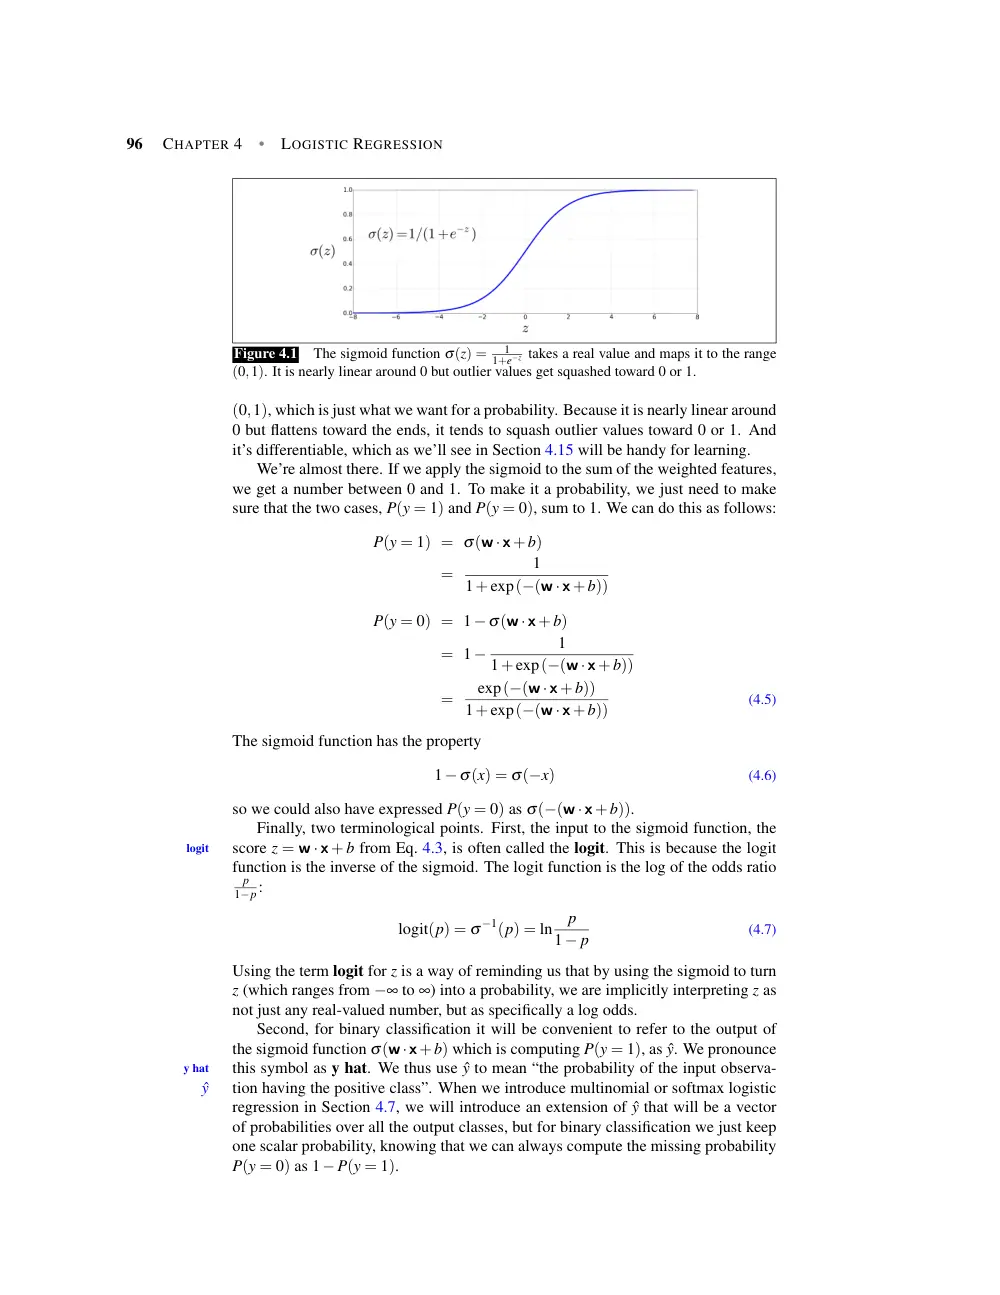 96 CHAPTER 4 • LOGISTIC REGRESSION
1.0
0.8
0.6
0.4
0.2
0.0
σ(z)
σ(z)=1/(1+e^{−z})
−8 −6 −4 −2 0 2 4 6 8
z
Figure 4.1 The sigmoid function σ(z) = 1/(1+e^{−z}) takes a real value and maps it to the range
(0,1). It is nearly linear around 0 but outlier values get squashed toward 0 or 1.
(0,1), which is just what we want for a probability. Because it is nearly linear around
0 but flattens toward the ends, it tends to squash outlier values toward 0 or 1. And
it's differentiable, which as we'll see in Section 4.15 will be handy for learning.
We're almost there. If we apply the sigmoid to the sum of the weighted features,
we get a number between 0 and 1. To make it a probability, we just need to make
sure that the two cases, P(y = 1) and P(y = 0), sum to 1. We can do this as follows:
P(y = 1) = σ(w · x + b)
= 1/(1 + exp(−(w · x + b)))
P(y = 0) = 1 − σ(w · x + b)
= 1 − 1/(1 + exp(−(w · x + b)))
= exp(−(w · x + b))/(1 + exp(−(w · x + b))) (4.5)
The sigmoid function has the property
1 − σ(x) = σ(−x) (4.6)
so we could also have expressed P(y = 0) as σ(−(w · x + b)).
Finally, two terminological points. First, the input to the sigmoid function, the
logit score z = w · x + b from Eq. 4.3, is often called the logit. This is because the logit
function is the inverse of the sigmoid. The logit function is the log of the odds ratio
p/(1−p):
logit(p) = σ^{−1}(p) = ln p/(1 − p) (4.7)
Using the term logit for z is a way of reminding us that by using the sigmoid to turn
z (which ranges from −∞ to ∞) into a probability, we are implicitly interpreting z as
not just any real-valued number, but as specifically a log odds.
Second, for binary classification it will be convenient to refer to the output of
the sigmoid function σ(w · x + b) which is computing P(y = 1), as ŷ. We pronounce
y hat this symbol as y hat. We thus use ŷ to mean “the probability of the input observa-
ŷ tion having the positive class”. When we introduce multinomial or softmax logistic
regression in Section 4.7, we will introduce an extension of ŷ that will be a vector
of probabilities over all the output classes, but for binary classification we just keep
one scalar probability, knowing that we can always compute the missing probability
P(y = 0) as 1 − P(y = 1).